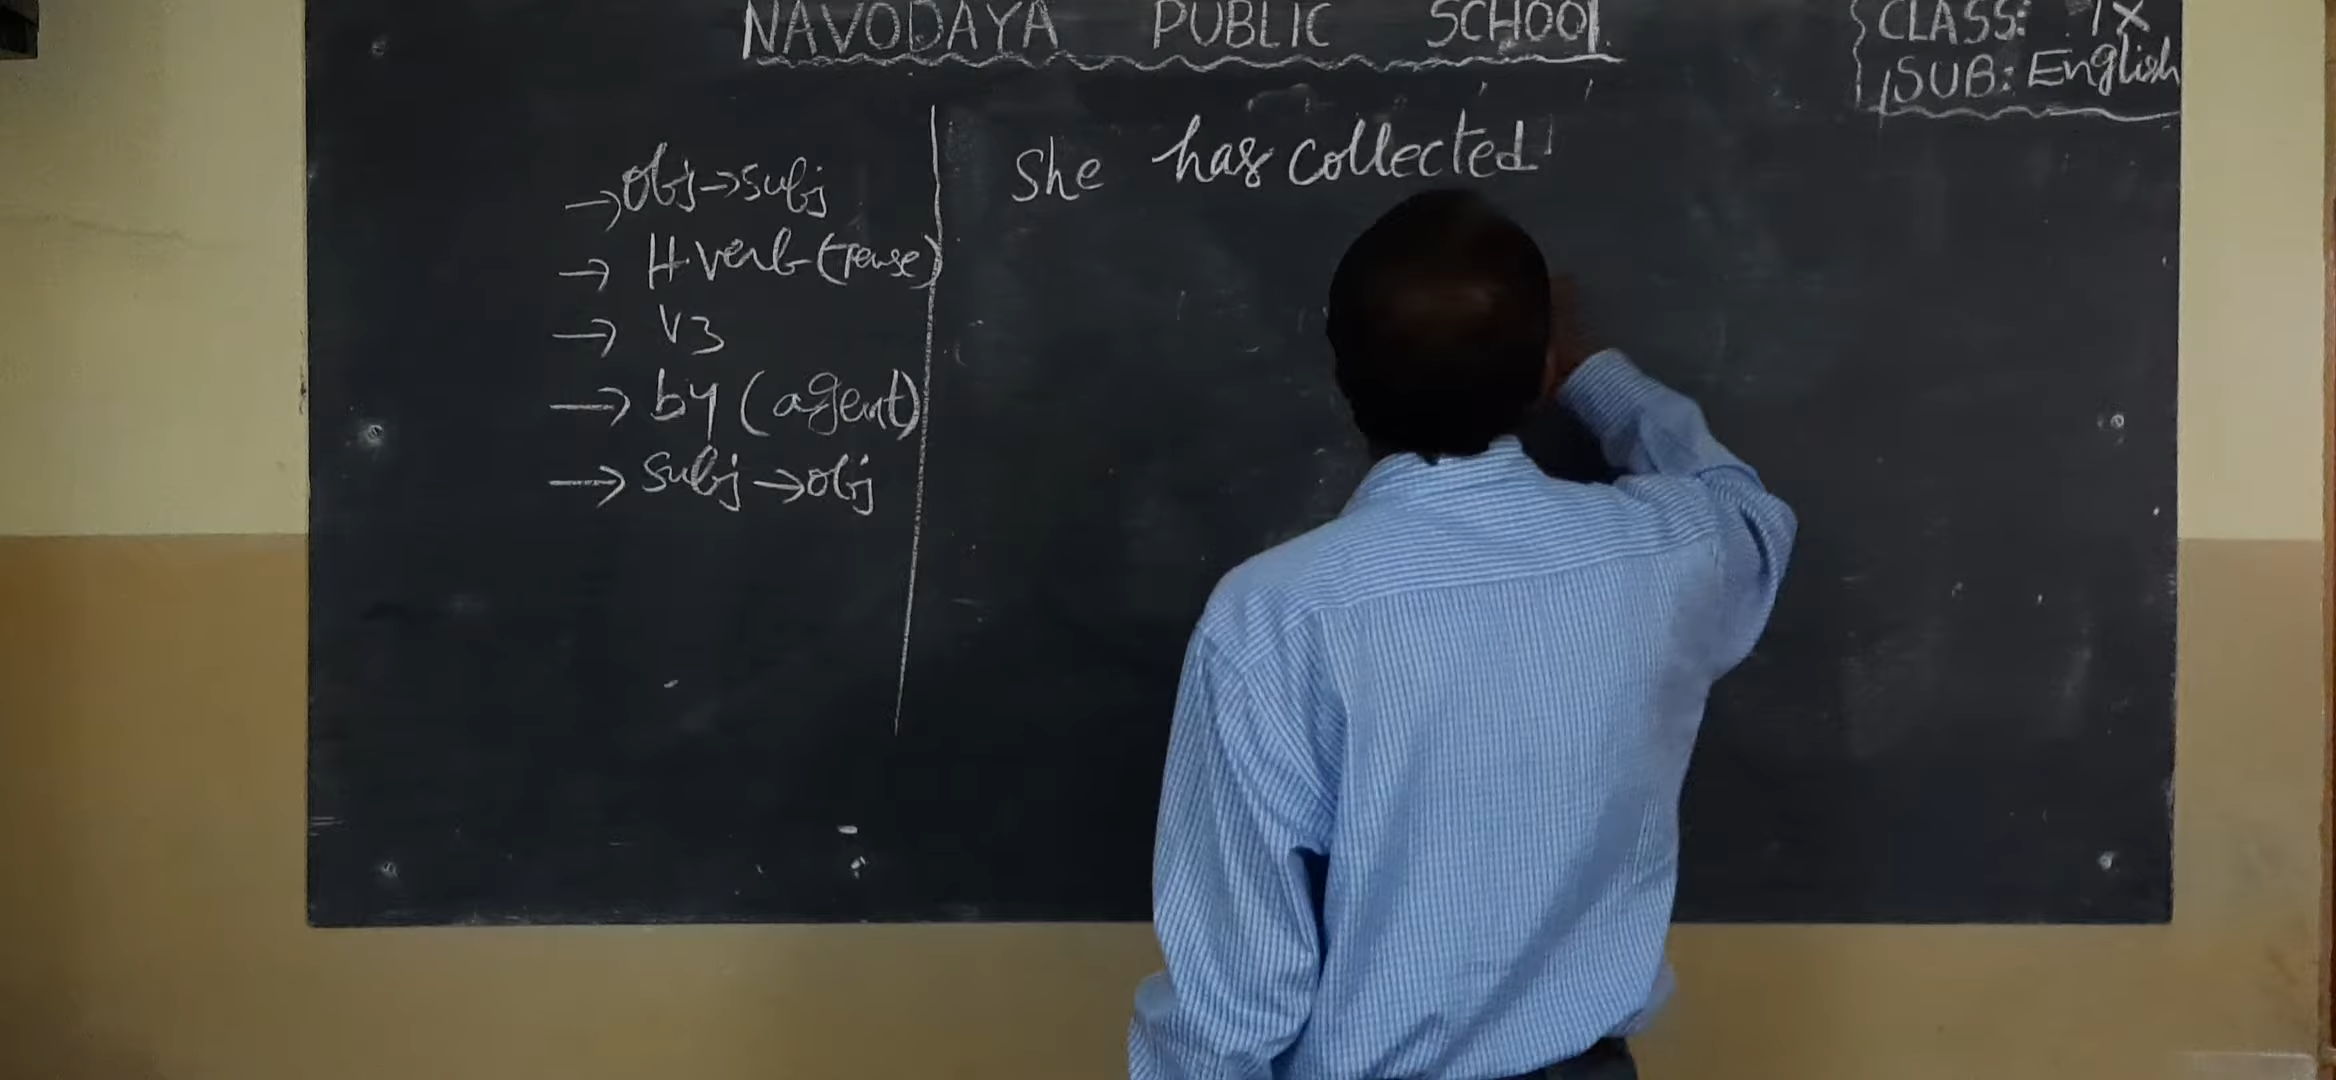 NAVODAYA PUBLIC SCHOOL
CLASS: IX
SUB: English
→ Obj → subj
→ H.verb (tense)
→ V3
→ by (agent)
→ Subj → obj
She has collected